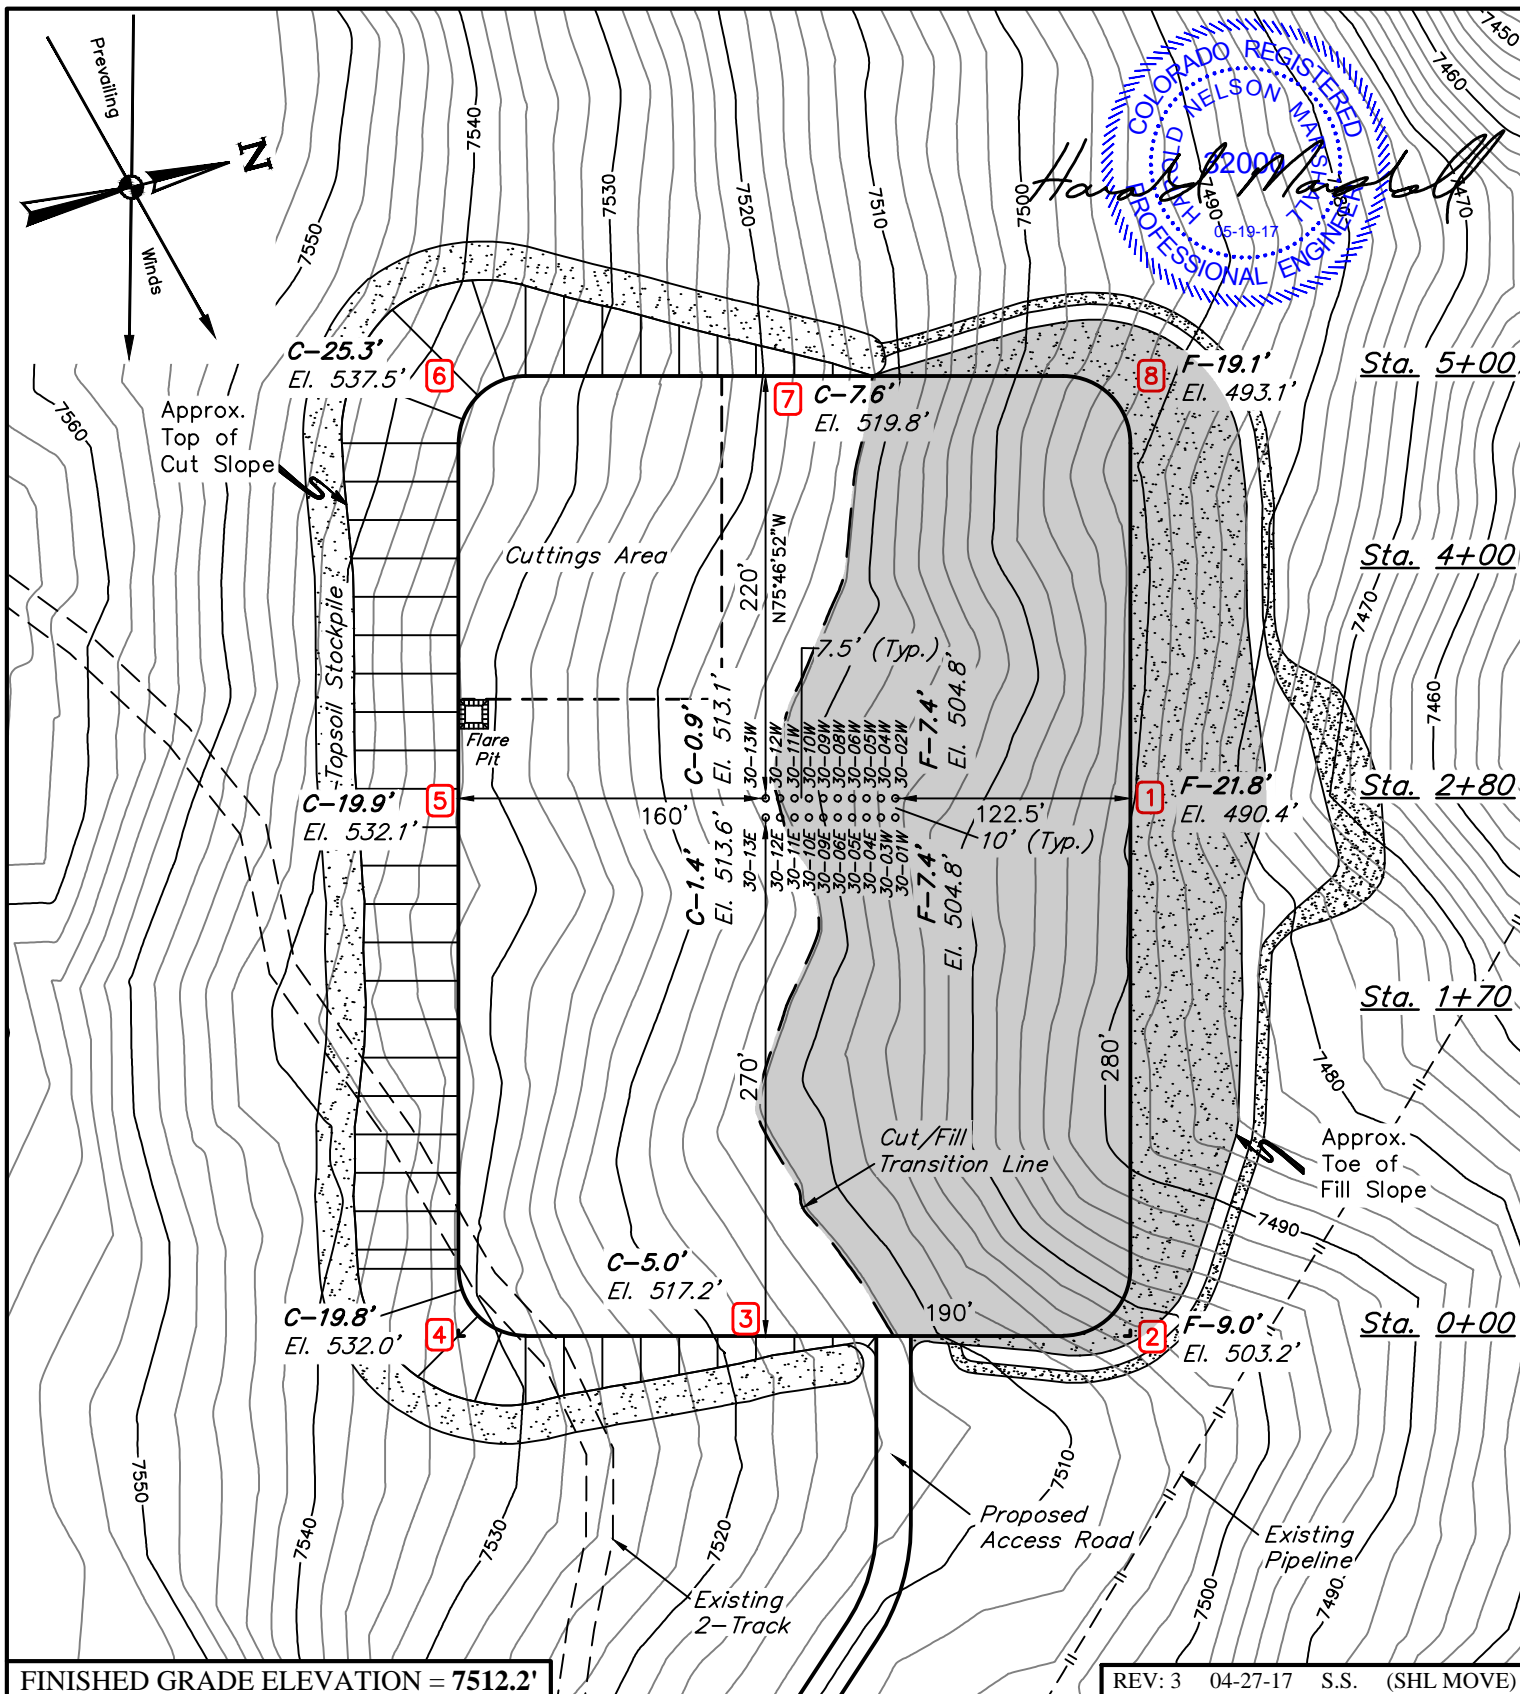 Prevailing
Winds
N
COLORADO REGISTERED
PROFESSIONAL ENGINEER
HAROLD NELSON MARSHALL
32000
05-19-17
Harold Marshall
7450
7460
7470
7480
7490
7500
7510
7520
7530
7540
7550
7560
C-25.3'
El. 537.5'
6
7
C-7.6'
El. 519.8'
8
F-19.1'
El. 493.1'
Sta. 5+00
Approx.
Top of
Cut Slope
Cuttings Area
220'
N75°46'52"W
Sta. 4+00
Topsoil Stockpile
7.5' (Typ.)
7470
7460
Flare
Pit
C-0.9'
El. 513.1'
30-13W
30-12W
30-11W
30-10W
30-09W
30-08W
30-06W
30-05W
30-04W
30-02W
F-7.4'
El. 504.8'
C-19.9'
El. 532.1'
5
160'
122.5'
10' (Typ.)
1
F-21.8'
El. 490.4'
Sta. 2+80
C-1.4'
El. 513.6'
30-13E
30-12E
30-11E
30-10E
30-09E
30-06E
30-05E
30-04E
30-03W
30-01W
F-7.4'
El. 504.8'
Sta. 1+70
270'
280'
7480
Cut/Fill
Transition Line
Approx.
Toe of
Fill Slope
7490
C-5.0'
El. 517.2'
C-19.8'
El. 532.0'
4
3
190'
2
F-9.0'
El. 503.2'
Sta. 0+00
7550
7540
7530
7520
7510
7500
7490
Proposed
Access Road
Existing
Pipeline
Existing
2-Track
FINISHED GRADE ELEVATION = 7512.2'
REV: 3 04-27-17 S.S. (SHL MOVE)